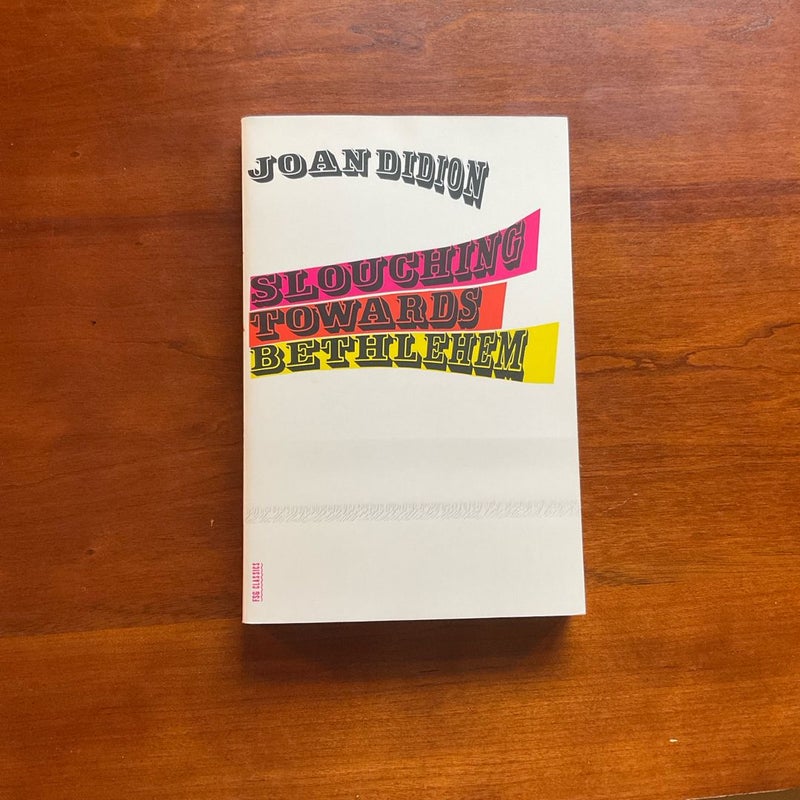 JOAN DIDION
SLOUCHING
TOWARDS
BETHLEHEM
FSG CLASSICS